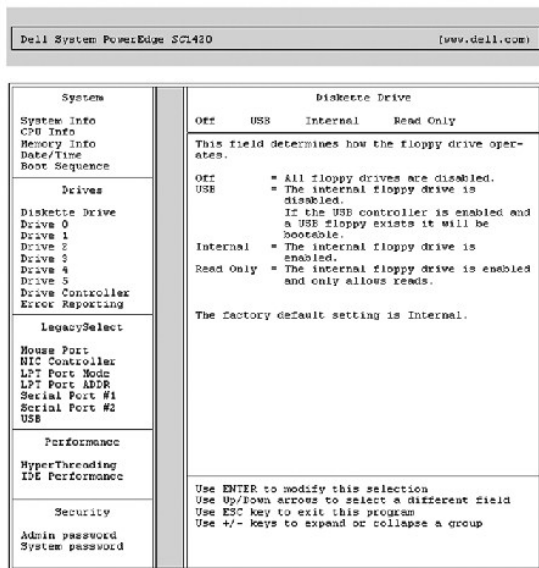 Dell System PowerEdge SC1420 (www.dell.com)
System
System Info
CPU Info
Memory Info
Date/Time
Boot Sequence
Drives
Diskette Drive
Drive 0
Drive 1
Drive 2
Drive 3
Drive 4
Drive 5
Drive Controller
Error Reporting
LegacySelect
Mouse Port
NIC Controller
LPT Port Mode
LPT Port ADDR
Serial Port #1
Serial Port #2
USB
Performance
HyperThreading
IDE Performance
Security
Admin password
System password
Diskette Drive
Off USB Internal Read Only
This field determines how the floppy drive oper-
ates.
Off = All floppy drives are disabled.
USB = The internal floppy drive is
disabled.
If the USB controller is enabled and
a USB floppy exists it will be
bootable.
Internal = The internal floppy drive is
enabled.
Read Only = The internal floppy drive is enabled
and only allows reads.
The factory default setting is Internal.
Use ENTER to modify this selection
Use Up/Down arrows to select a different field
Use ESC key to exit this program
Use +/- keys to expand or collapse a group